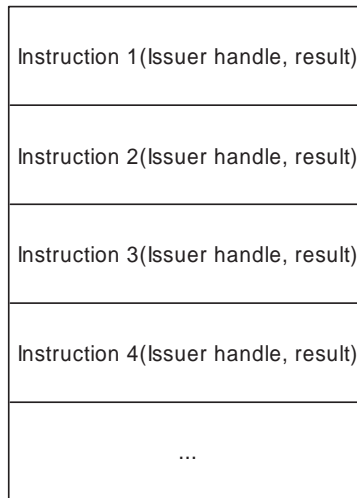 Instruction 1(Issuer handle, result)
Instruction 2(Issuer handle, result)
Instruction 3(Issuer handle, result)
Instruction 4(Issuer handle, result)
...